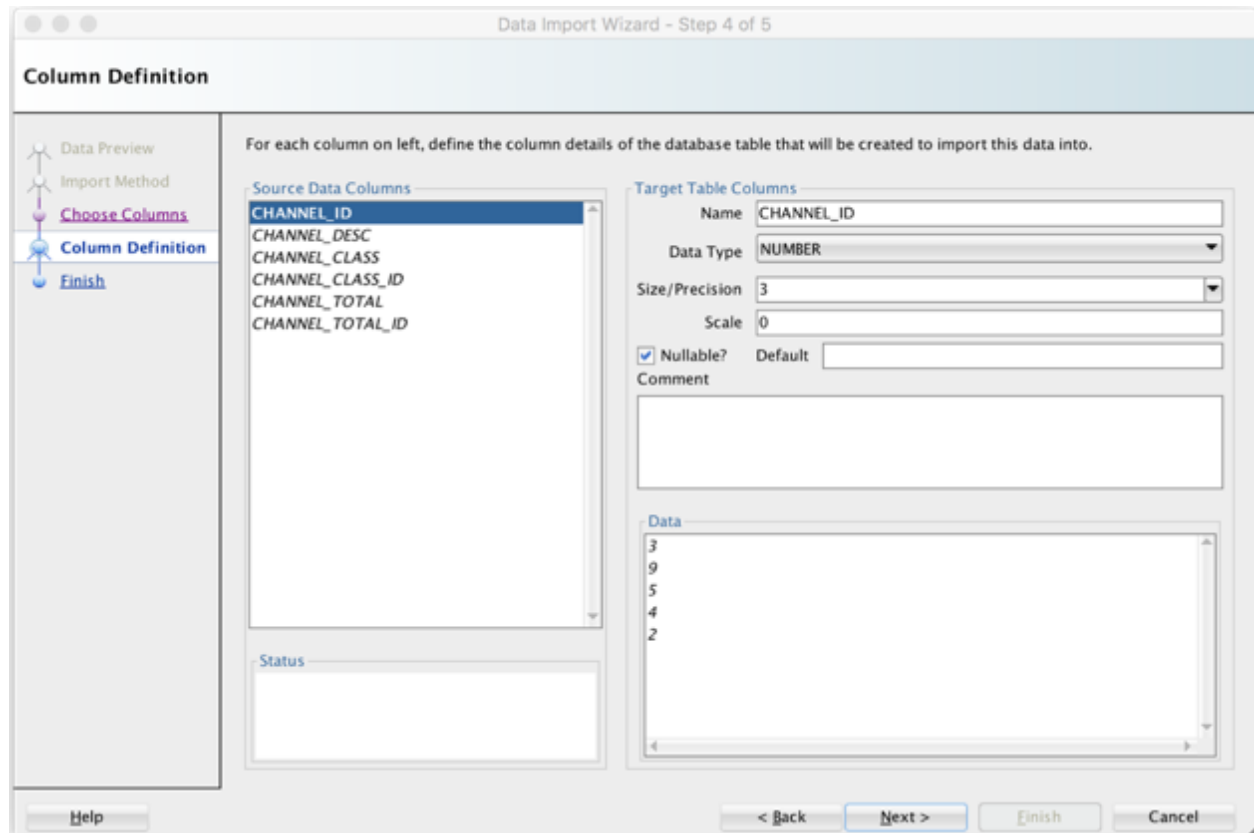 Data Import Wizard - Step 4 of 5
Column Definition
Data Preview
Import Method
Choose Columns
Column Definition
Finish
For each column on left, define the column details of the database table that will be created to import this data into.
Source Data Columns
CHANNEL_ID
CHANNEL_DESC
CHANNEL_CLASS
CHANNEL_CLASS_ID
CHANNEL_TOTAL
CHANNEL_TOTAL_ID
Status
Target Table Columns
Name CHANNEL_ID
Data Type NUMBER
Size/Precision 3
Scale 0
Nullable? Default
Comment
Data
3
9
5
4
2
Help < Back Next > Finish Cancel